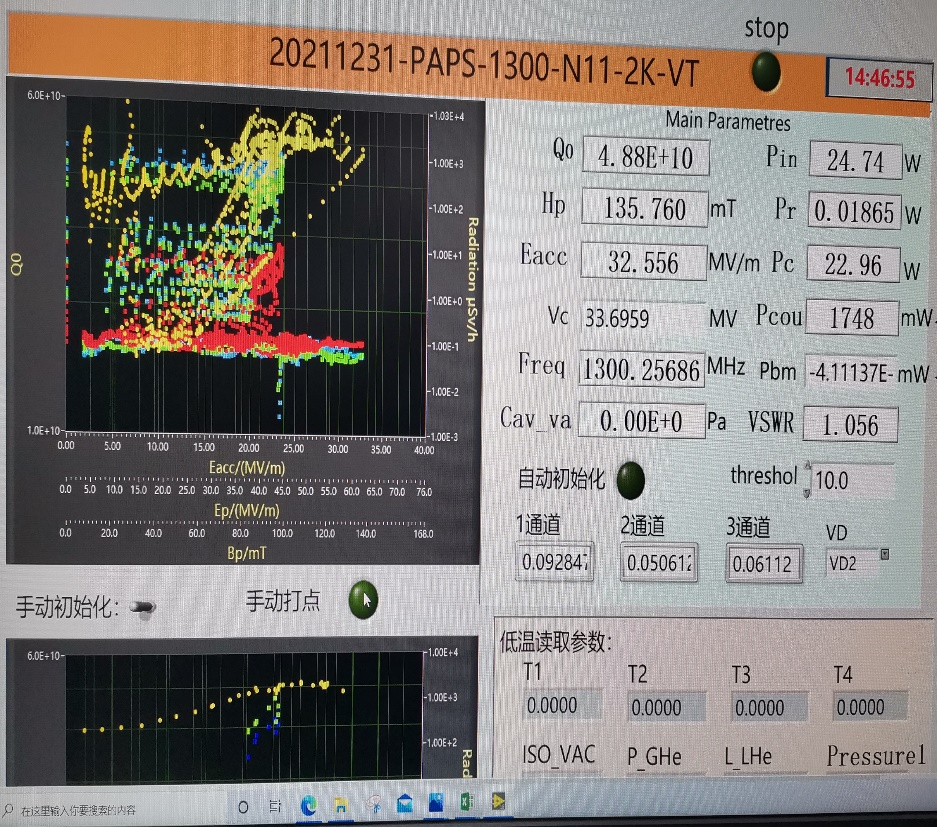 stop
20211231-PAPS-1300-N11-2K-VT
14:46:55
6.0E+10
1.0E+10
Q0
1.03E+4
1.00E+3
1.00E+2
1.00E+1
1.00E+0
1.00E-1
1.00E-2
1.00E-3
Radiation μSv/h
0.00 5.00 10.00 15.00 20.00 25.00 30.00 35.00 40.00
Eacc/(MV/m)
0.0 5.0 10.0 15.0 20.0 25.0 30.0 35.0 40.0 45.0 50.0 55.0 60.0 65.0 70.0 76.0
Ep/(MV/m)
0.0 20.0 40.0 60.0 80.0 100.0 120.0 140.0 168.0
Bp/mT
Main Parametres
Qo 4.88E+10 Pin 24.74 W
Hp 135.760 mT Pr 0.01865 W
Eacc 32.556 MV/m Pc 22.96 W
Vc 33.6959 MV Pcou 1748 mW
Freq 1300.25686 MHz Pbm -4.11137E- mW
Cav_va 0.00E+0 Pa VSWR 1.056
自动初始化 threshol 10.0
1通道 2通道 3通道 VD
0.09284 0.05061 0.06112 VD2
手动初始化: 手动打点
6.0E+10
1.00E+4
1.00E+3
1.00E+2
Rad
低温读取参数:
T1 T2 T3 T4
0.0000 0.0000 0.0000 0.0000
ISO_VAC P_GHe L_LHe Pressure1
在这里输入你要搜索的内容